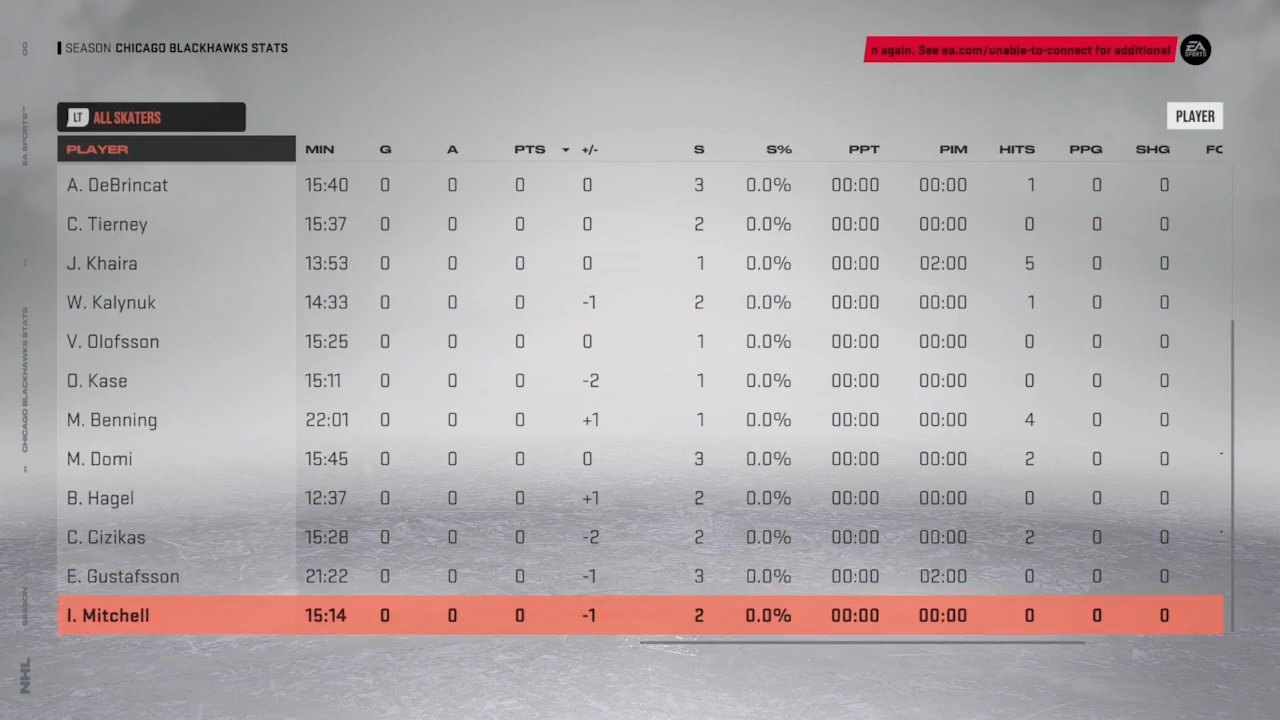 SEASON CHICAGO BLACKHAWKS STATS
n again. See ea.com/unable-to-connect for additional
EA SPORTS
LT ALL SKATERS
PLAYER
PLAYER MIN G A PTS +/- S S% PPT PIM HITS PPG SHG FC
A. DeBrincat 15:40 0 0 0 0 3 0.0% 00:00 00:00 1 0 0
C. Tierney 15:37 0 0 0 0 2 0.0% 00:00 00:00 0 0 0
J. Khaira 13:53 0 0 0 0 1 0.0% 00:00 02:00 5 0 0
W. Kalynuk 14:33 0 0 0 -1 2 0.0% 00:00 00:00 1 0 0
V. Olofsson 15:25 0 0 0 0 1 0.0% 00:00 00:00 0 0 0
O. Kase 15:11 0 0 0 -2 1 0.0% 00:00 00:00 0 0 0
M. Benning 22:01 0 0 0 +1 1 0.0% 00:00 00:00 4 0 0
M. Domi 15:45 0 0 0 0 3 0.0% 00:00 00:00 2 0 0
B. Hagel 12:37 0 0 0 +1 2 0.0% 00:00 00:00 0 0 0
C. Cizikas 15:28 0 0 0 -2 2 0.0% 00:00 00:00 2 0 0
E. Gustafsson 21:22 0 0 0 -1 3 0.0% 00:00 02:00 0 0 0
I. Mitchell 15:14 0 0 0 -1 2 0.0% 00:00 00:00 0 0 0
EA SPORTS™
CHICAGO BLACKHAWKS STATS
SEASON
NHL